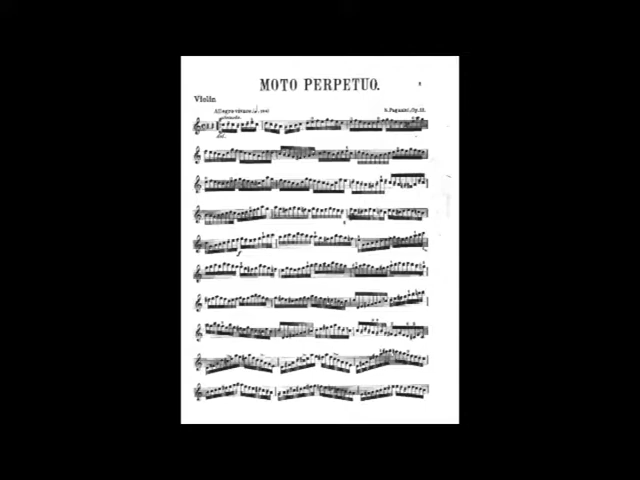 MOTO PERPETUO.
Violin
Allegro vivace
N. Paganini, Op. 11.